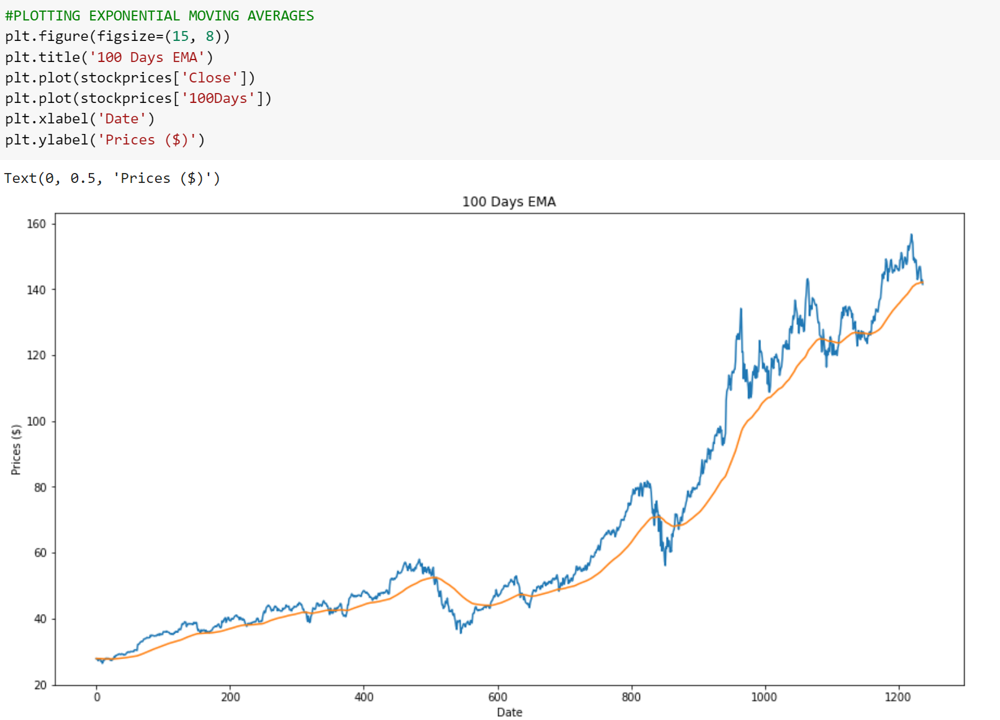 #PLOTTING EXPONENTIAL MOVING AVERAGES
plt.figure(figsize=(15, 8))
plt.title('100 Days EMA')
plt.plot(stockprices['Close'])
plt.plot(stockprices['100Days'])
plt.xlabel('Date')
plt.ylabel('Prices ($)')
Text(0, 0.5, 'Prices ($)')
100 Days EMA
160
140
120
100
80
60
40
20
Prices ($)
0 200 400 600 800 1000 1200
Date